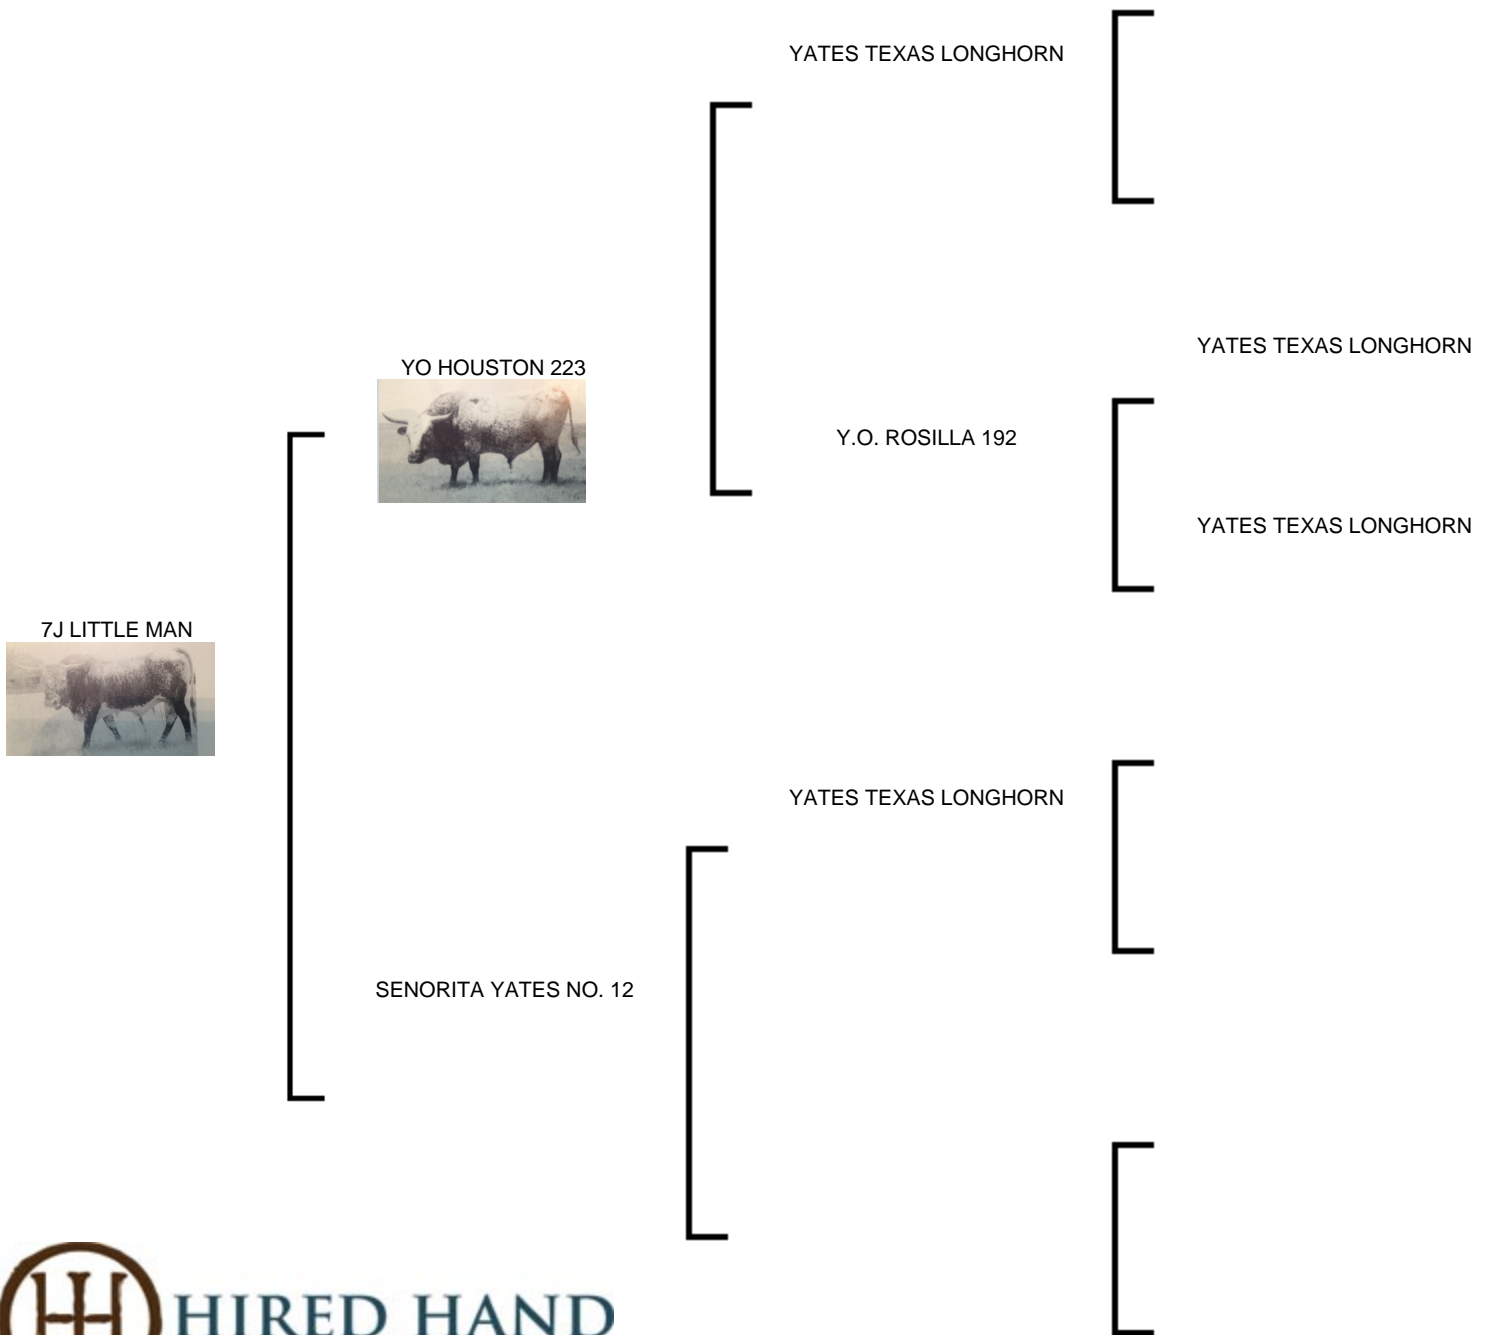 YATES TEXAS LONGHORN
YO HOUSTON 223
YATES TEXAS LONGHORN
Y.O. ROSILLA 192
YATES TEXAS LONGHORN
7J LITTLE MAN
YATES TEXAS LONGHORN
SENORITA YATES NO. 12
HIRED HAND